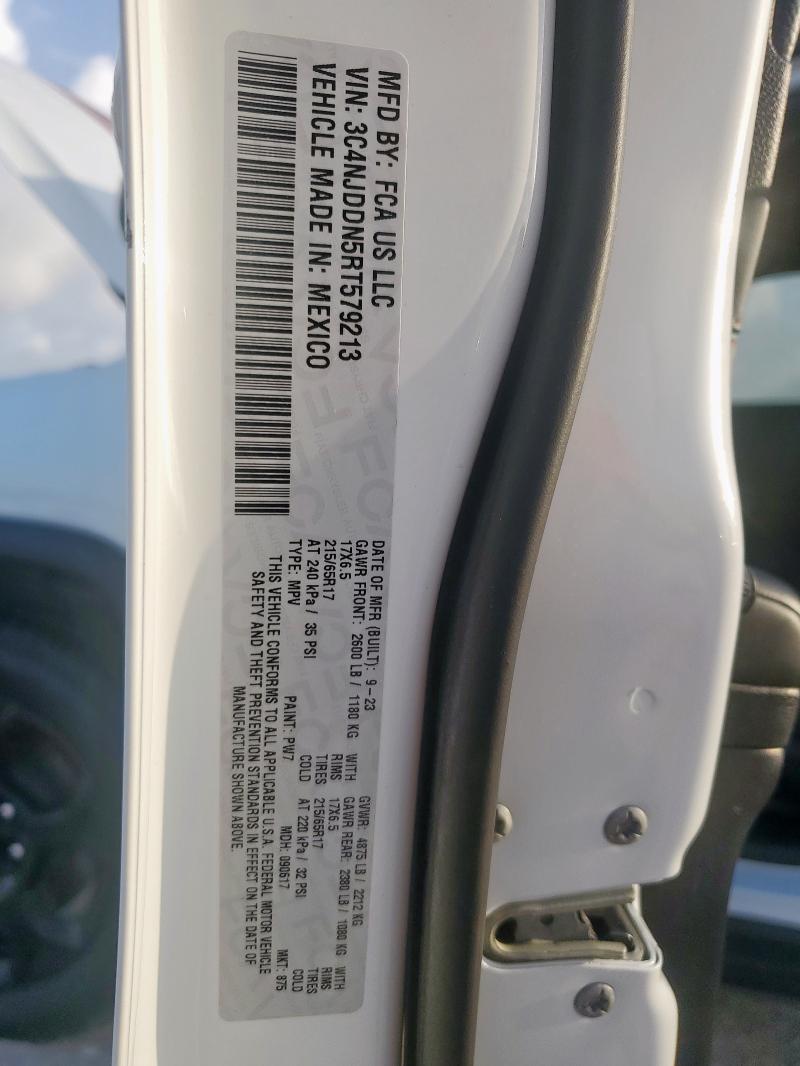 MFD BY: FCA US LLC
VIN: 3C4NJDDN5RT579213
VEHICLE MADE IN: MEXICO
DATE OF MFR (BUILT): 9-23 GVWR: 4875 LB / 2212 KG
GAWR FRONT: 2600 LB / 1180 KG WITH GAWR REAR: 2380 LB / 1080 KG WITH
17X6.5 RIMS 17X6.5 RIMS
215/65R17 TIRES 215/65R17 TIRES
AT 240 kPa / 35 PSI COLD AT 220 kPa / 32 PSI COLD
TYPE: MPV PAINT: PW7 MDH: 090617 MKT: 875
THIS VEHICLE CONFORMS TO ALL APPLICABLE U.S.A. FEDERAL MOTOR VEHICLE
SAFETY AND THEFT PREVENTION STANDARDS IN EFFECT ON THE DATE OF
MANUFACTURE SHOWN ABOVE.